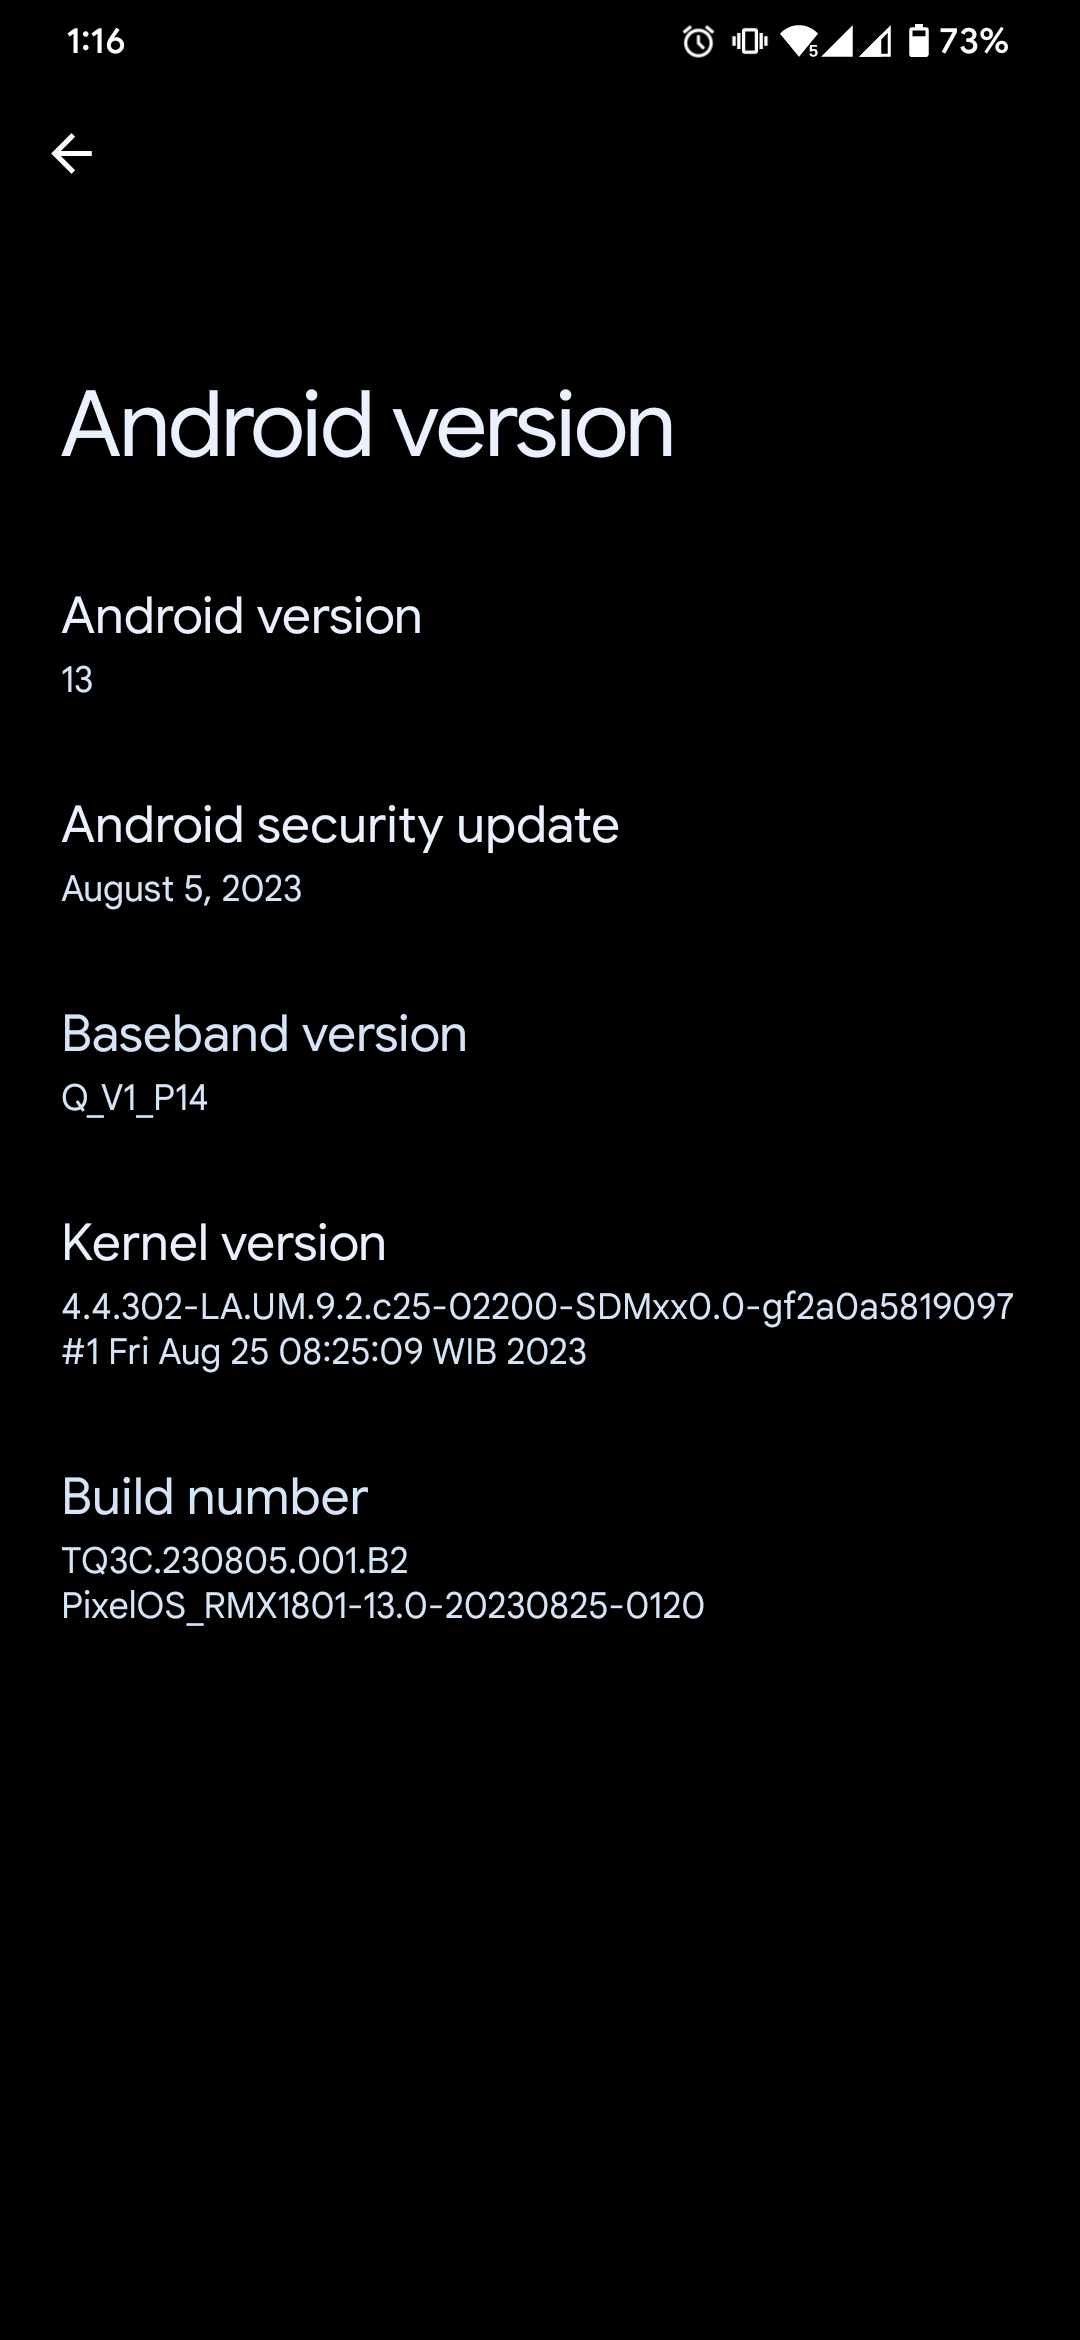 1:16
5
73%
Android version
Android version
13
Android security update
August 5, 2023
Baseband version
Q_V1_P14
Kernel version
4.4.302-LA.UM.9.2.c25-02200-SDMxx0.0-gf2a0a5819097
#1 Fri Aug 25 08:25:09 WIB 2023
Build number
TQ3C.230805.001.B2
PixelOS_RMX1801-13.0-20230825-0120